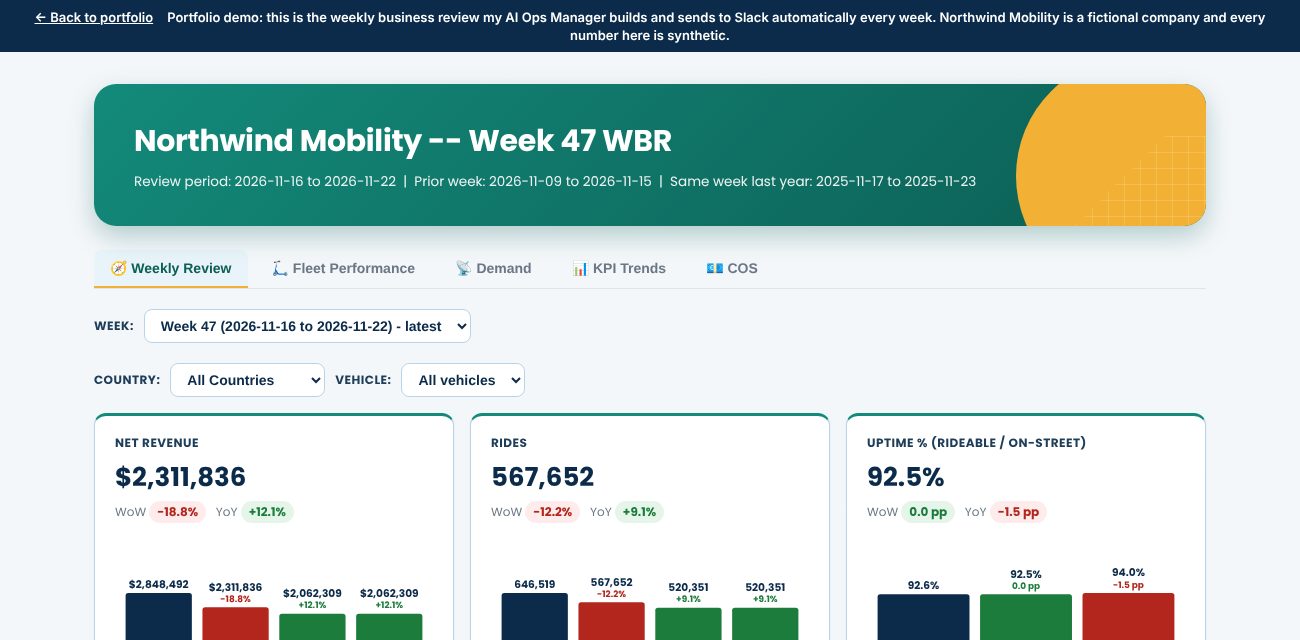 ← Back to portfolio Portfolio demo: this is the weekly business review my AI Ops Manager builds and sends to Slack automatically every week. Northwind Mobility is a fictional company and every
number here is synthetic.
Northwind Mobility -- Week 47 WBR
Review period: 2026-11-16 to 2026-11-22 | Prior week: 2026-11-09 to 2026-11-15 | Same week last year: 2025-11-17 to 2025-11-23
🧭 Weekly Review 🛴 Fleet Performance 📡 Demand 📊 KPI Trends 💶 COS
WEEK: Week 47 (2026-11-16 to 2026-11-22) - latest
COUNTRY: All Countries VEHICLE: All vehicles
NET REVENUE
$2,311,836
WoW -18.8% YoY +12.1%
$2,848,492 $2,311,836 $2,062,309 $2,062,309
-18.8% +12.1% +12.1%
RIDES
567,652
WoW -12.2% YoY +9.1%
646,519 567,652 520,351 520,351
-12.2% +9.1% +9.1%
UPTIME % (RIDEABLE / ON-STREET)
92.5%
WoW 0.0 pp YoY -1.5 pp
92.6% 92.5% 94.0%
0.0 pp -1.5 pp